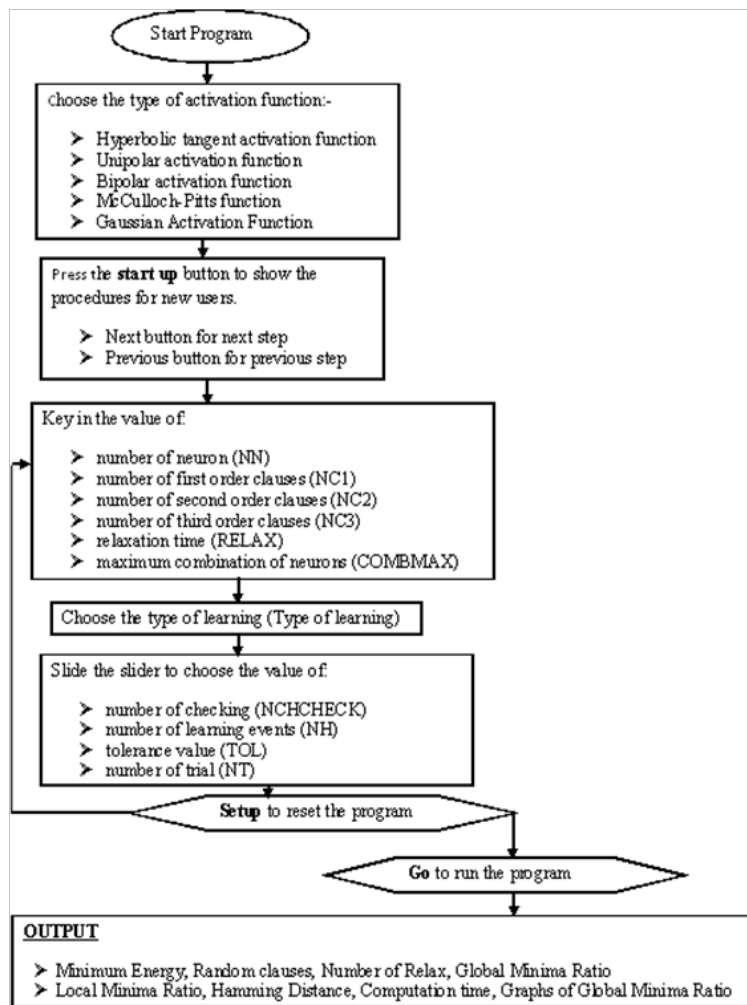 Start Program
Choose the type of activation function:-
➤ Hyperbolic tangent activation function
➤ Unipolar activation function
➤ Bipolar activation function
➤ McCulloch-Pitts function
➤ Gaussian Activation Function
Press the start up button to show the
procedures for new users.
➤ Next button for next step
➤ Previous button for previous step
Key in the value of:
➤ number of neuron (NN)
➤ number of first order clauses (NC1)
➤ number of second order clauses (NC2)
➤ number of third order clauses (NC3)
➤ relaxation time (RELAX)
➤ maximum combination of neurons (COMBMAX)
Choose the type of learning (Type of learning)
Slide the slider to choose the value of:
➤ number of checking (NCHCHECK)
➤ number of learning events (NH)
➤ tolerance value (TOL)
➤ number of trial (NT)
Setup to reset the program
Go to run the program
OUTPUT
➤ Minimum Energy, Random clauses, Number of Relax, Global Minima Ratio
➤ Local Minima Ratio, Hamming Distance, Computation time, Graphs of Global Minima Ratio